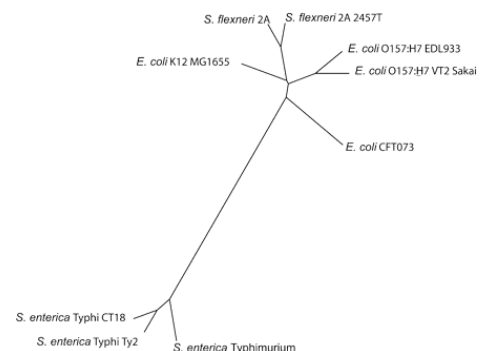 S. flexneri 2A
S. flexneri 2A 2457T
E. coli O157:H7 EDL933
E. coli K12 MG1655
E. coli O157:H7 VT2 Sakai
E. coli CFT073
S. enterica Typhi CT18
S. enterica Typhi Ty2
S. enterica Typhimurium